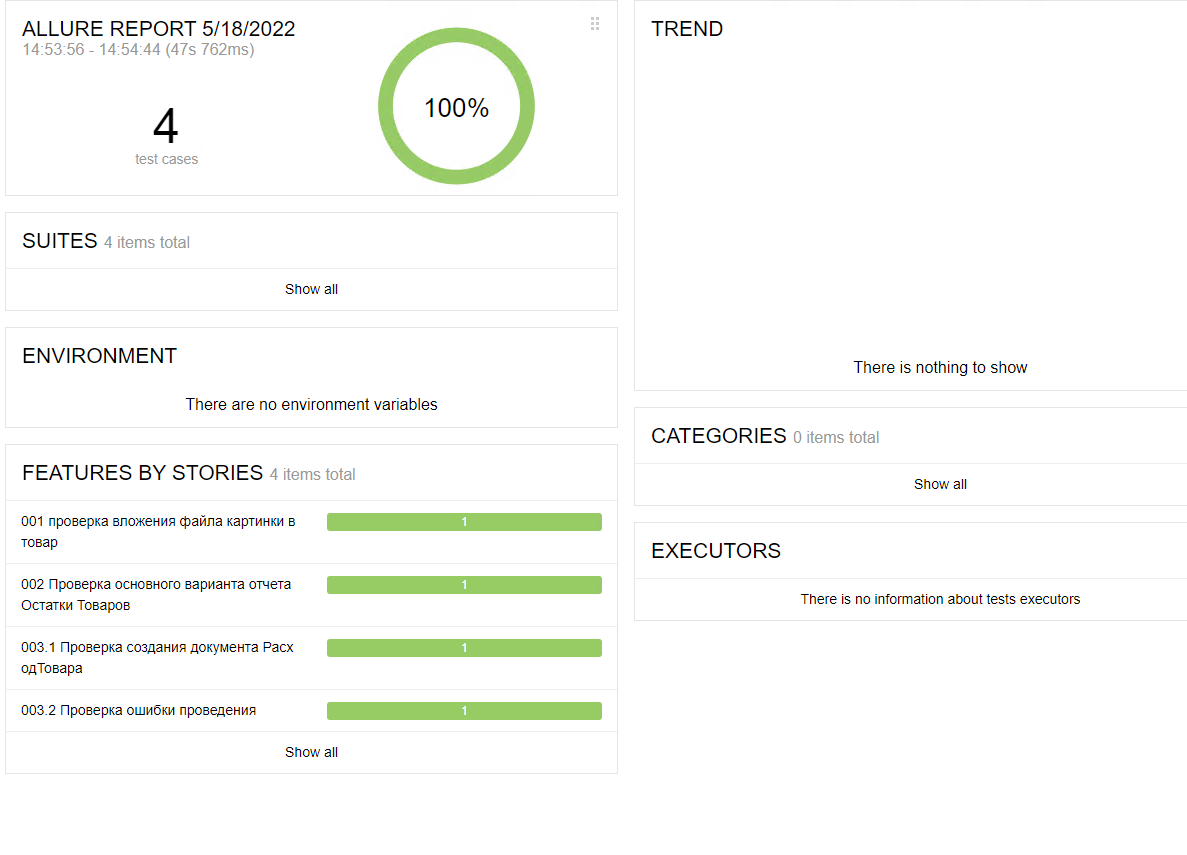 ALLURE REPORT 5/18/2022
14:53:56 - 14:54:44 (47s 762ms)
4
test cases
100%
SUITES 4 items total
Show all
ENVIRONMENT
There are no environment variables
FEATURES BY STORIES 4 items total
001 проверка вложения файла картинки в
товар
1
002 Проверка основного варианта отчета
Остатки Товаров
1
003.1 Проверка создания документа Расх
одТовара
1
003.2 Проверка ошибки проведения
1
Show all
TREND
There is nothing to show
CATEGORIES 0 items total
Show all
EXECUTORS
There is no information about tests executors